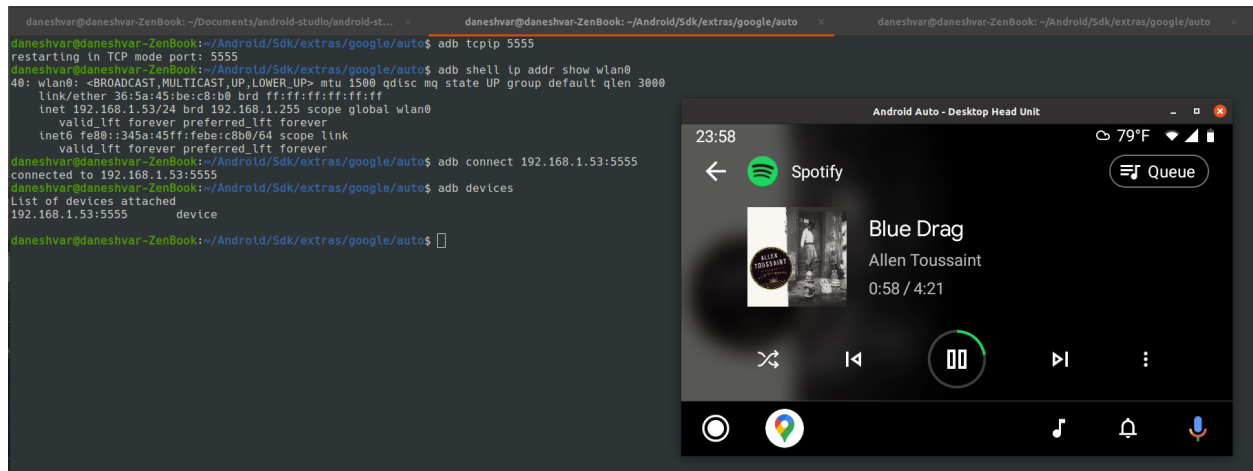 daneshvar@daneshvar-ZenBook: ~/Documents/android-studio/android-st... ×
daneshvar@daneshvar-ZenBook: ~/Android/Sdk/extras/google/auto ×
daneshvar@daneshvar-ZenBook: ~/Android/Sdk/extras/google/auto ×
daneshvar@daneshvar-ZenBook:~/Android/Sdk/extras/google/auto$ adb tcpip 5555
restarting in TCP mode port: 5555
daneshvar@daneshvar-ZenBook:~/Android/Sdk/extras/google/auto$ adb shell ip addr show wlan0
40: wlan0: <BROADCAST,MULTICAST,UP,LOWER_UP> mtu 1500 qdisc mq state UP group default qlen 3000
link/ether 36:5a:45:be:c8:b0 brd ff:ff:ff:ff:ff:ff
inet 192.168.1.53/24 brd 192.168.1.255 scope global wlan0
valid_lft forever preferred_lft forever
inet6 fe80::345a:45ff:febe:c8b0/64 scope link
valid_lft forever preferred_lft forever
daneshvar@daneshvar-ZenBook:~/Android/Sdk/extras/google/auto$ adb connect 192.168.1.53:5555
connected to 192.168.1.53:5555
daneshvar@daneshvar-ZenBook:~/Android/Sdk/extras/google/auto$ adb devices
List of devices attached
192.168.1.53:5555 device
daneshvar@daneshvar-ZenBook:~/Android/Sdk/extras/google/auto$
Android Auto - Desktop Head Unit
23:58
79°F
Spotify
Queue
ALLEN
TOUSSAINT
Blue Drag
Allen Toussaint
0:58 / 4:21